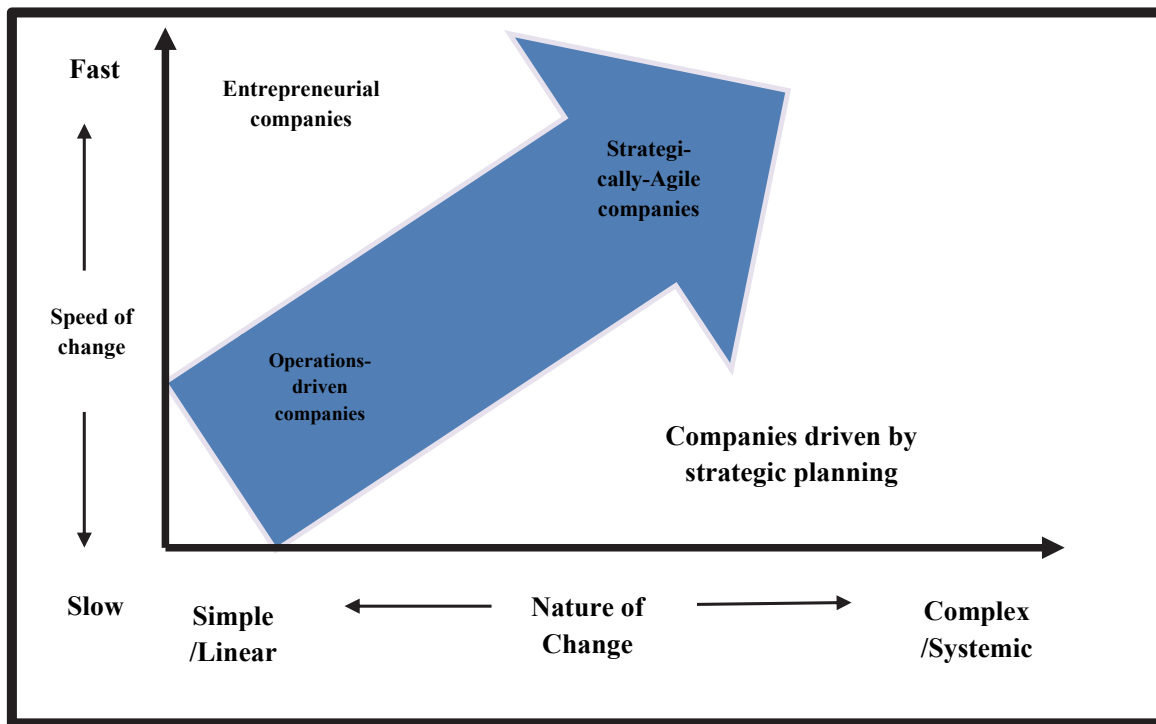 Fast
Entrepreneurial
companies
Strategi-
cally-Agile
companies
Speed of
change
Operations-
driven
companies
Companies driven by
strategic planning
Slow
Simple
/Linear
Nature of
Change
Complex
/Systemic